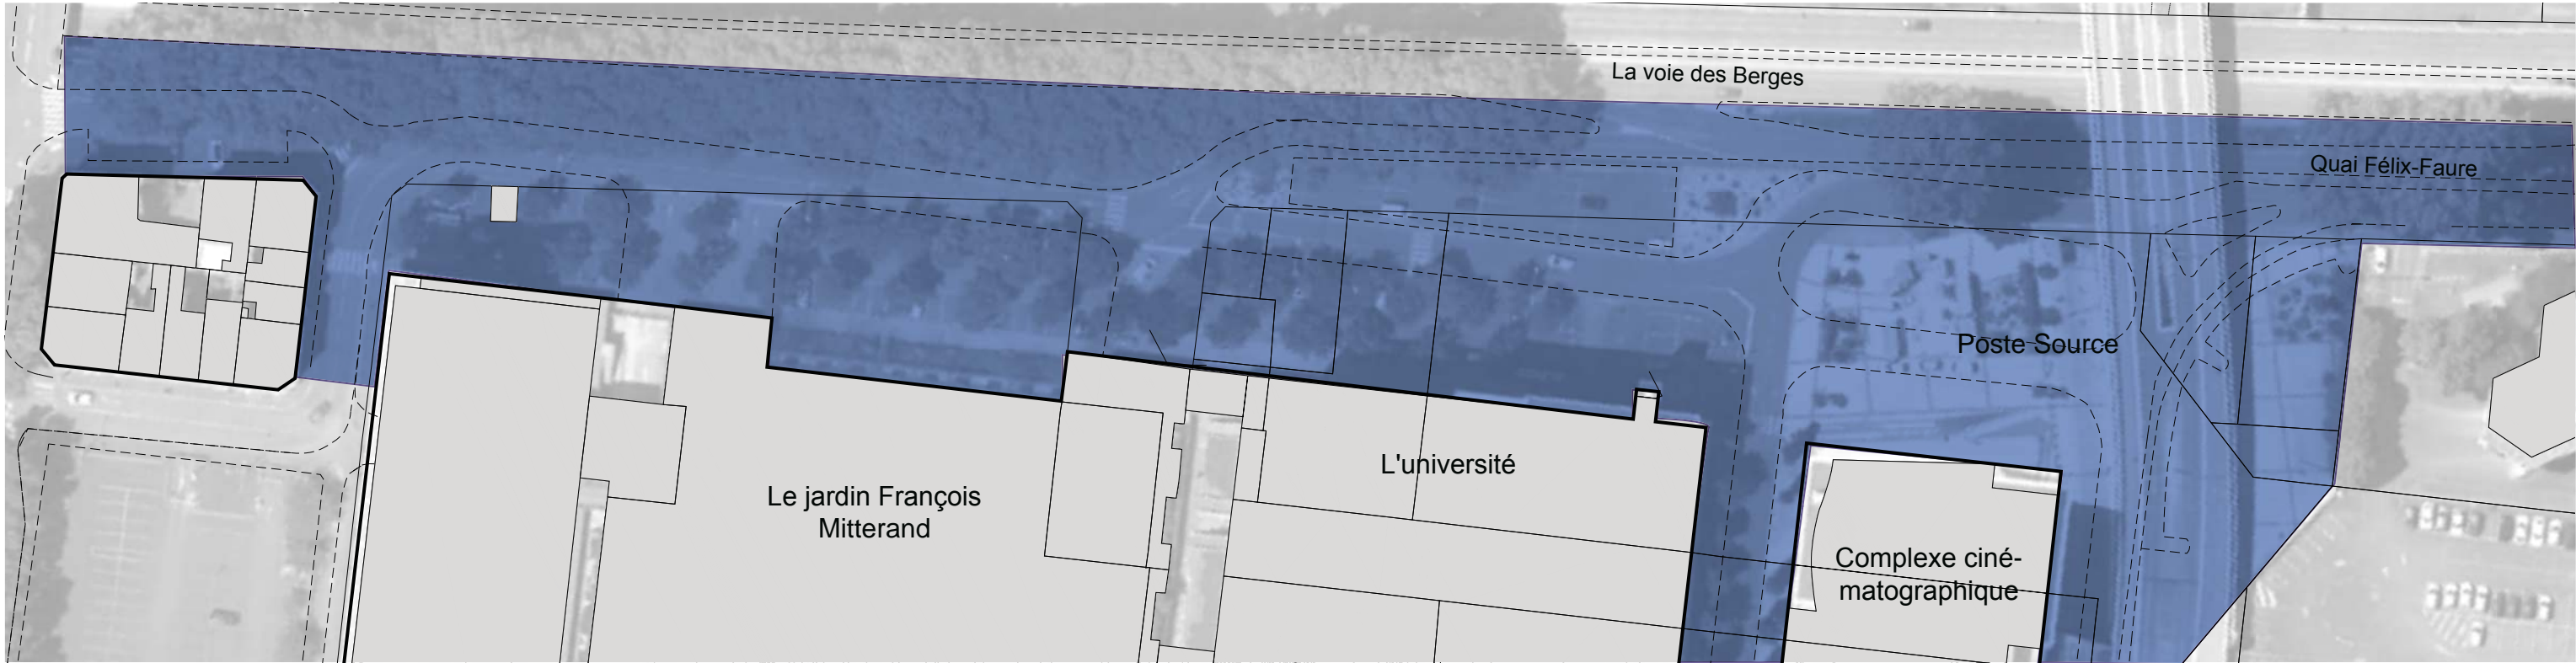 La voie des Berges
Quai Félix-Faure
Poste Source
L'université
Le jardin François
Mitterand
Complexe ciné-
matographique